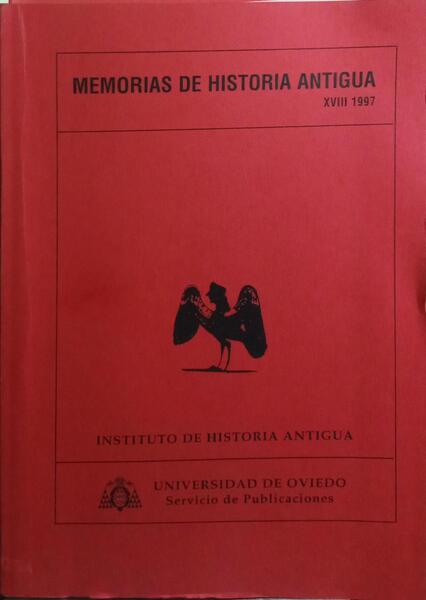 MEMORIAS DE HISTORIA ANTIGUA
XVIII 1997
INSTITUTO DE HISTORIA ANTIGUA
UNIVERSIDAD DE OVIEDO
Servicio de Publicaciones